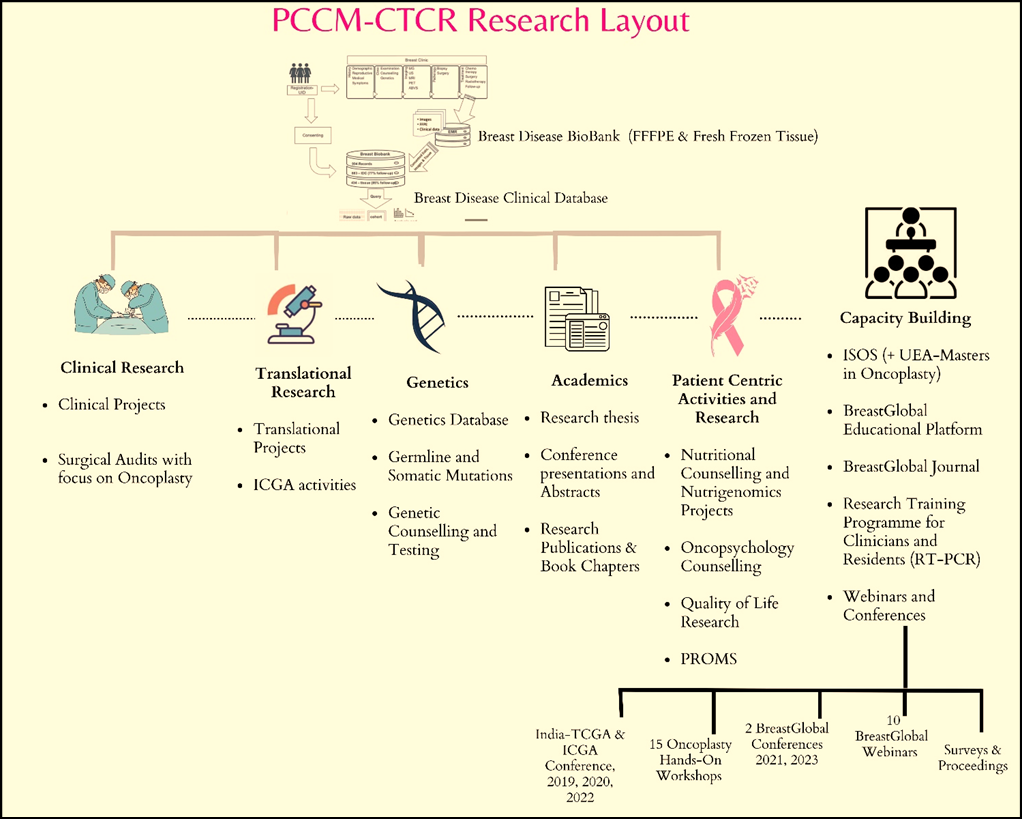 PCCM-CTCR Research Layout
Breast Clinic
Demographic
Reproductive
Medical
Symptoms
Examination
Counselling
Genetics
US
MRI
PET
ABVS
Biopsy
Surgery
Chemo
Therapy
Surgery
Radiotherapy
Follow-up
Registration-
UID
• Images
• Clinical data
Consenting
EMR
Breast Disease BioBank (FFFPE & Fresh Frozen Tissue)
Breast Biobank
Query
Breast Disease Clinical Database
Raw data
cohort
Clinical Research
• Clinical Projects
• Surgical Audits with
focus on Oncoplasty
Translational
Research
• Translational
Projects
• ICGA activities
Genetics
• Genetics Database
• Germline and
Somatic Mutations
• Genetic
Counselling and
Testing
Academics
• Research thesis
• Conference
presentations and
Abstracts
• Research
Publications &
Book Chapters
Patient Centric
Activities and
Research
• Nutritional
Counselling and
Nutrigenomics
Projects
• Oncopsychology
Counselling
• Quality of Life
Research
• PROMS
Capacity Building
• ISOS (+ UEA-Masters
in Oncoplasty)
• BreastGlobal
Educational Platform
• BreastGlobal Journal
• Research Training
Programme for
Clinicians and
Residents (RT-PCR)
• Webinars and
Conferences
India-TCGA &
ICGA
Conference,
2019, 2020,
2022
15 Oncoplasty
Hands-On
Workshops
2 BreastGlobal
Conferences
2021, 2023
10
BreastGlobal
Webinars
Surveys &
Proceedings